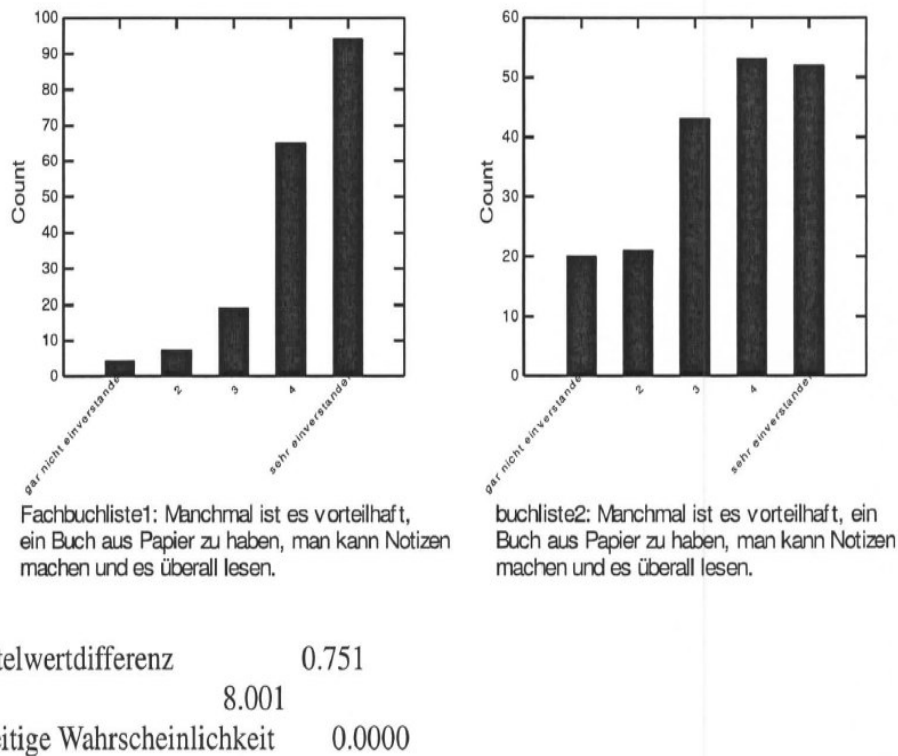 100
90
80
70
60
50
40
30
20
10
0
Count
gar nicht einverstande
2
3
4
sehr einverstande
Fachbuchliste1: Manchmal ist es vorteilhaft,
ein Buch aus Papier zu haben, man kann Notizen
machen und es überall lesen.
60
50
40
30
20
10
0
Count
gar nicht einverstande
2
3
4
sehr einverstande
buchliste2: Manchmal ist es vorteilhaft, ein
Buch aus Papier zu haben, man kann Notizen
machen und es überall lesen.
telwertdifferenz 0.751
8.001
eitige Wahrscheinlichkeit 0.0000